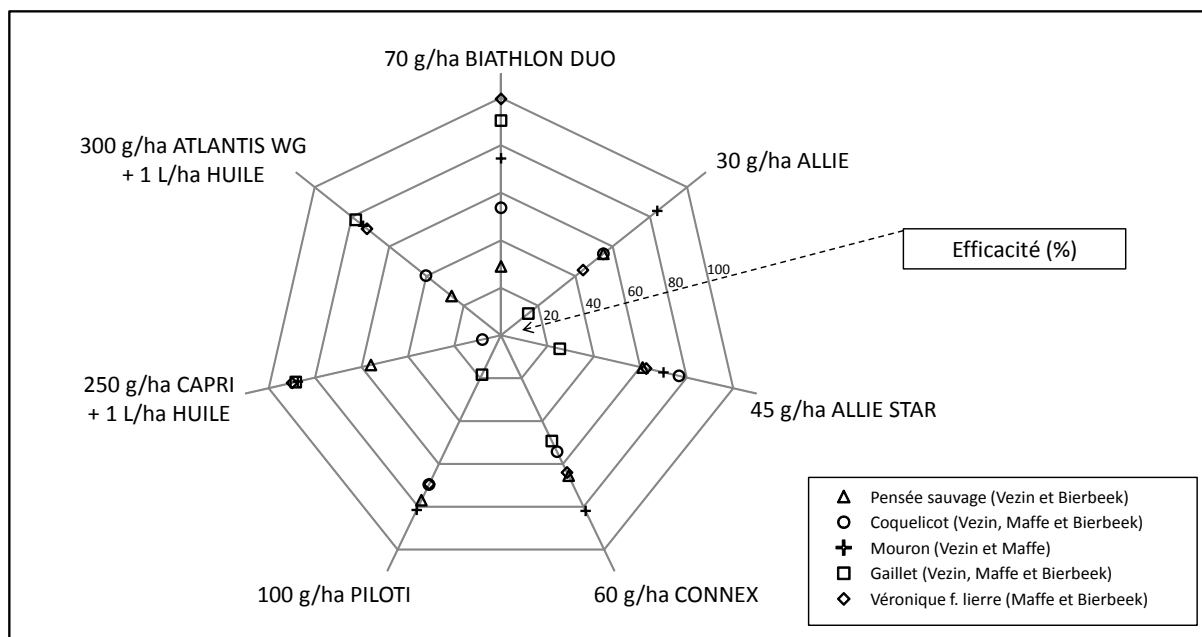 70 g/ha BIATHLON DUO
300 g/ha ATLANTIS WG
+ 1 L/ha HUILE
30 g/ha ALLIE
Efficacité (%)
100
80
60
40
20
250 g/ha CAPRI
+ 1 L/ha HUILE
45 g/ha ALLIE STAR
100 g/ha PILOTI
60 g/ha CONNEX
Pensée sauvage (Vezin et Bierbeek)
Coquelicot (Vezin, Maffe et Bierbeek)
Mouron (Vezin et Maffe)
Gaillet (Vezin, Maffe et Bierbeek)
Véronique f. lierre (Maffe et Bierbeek)